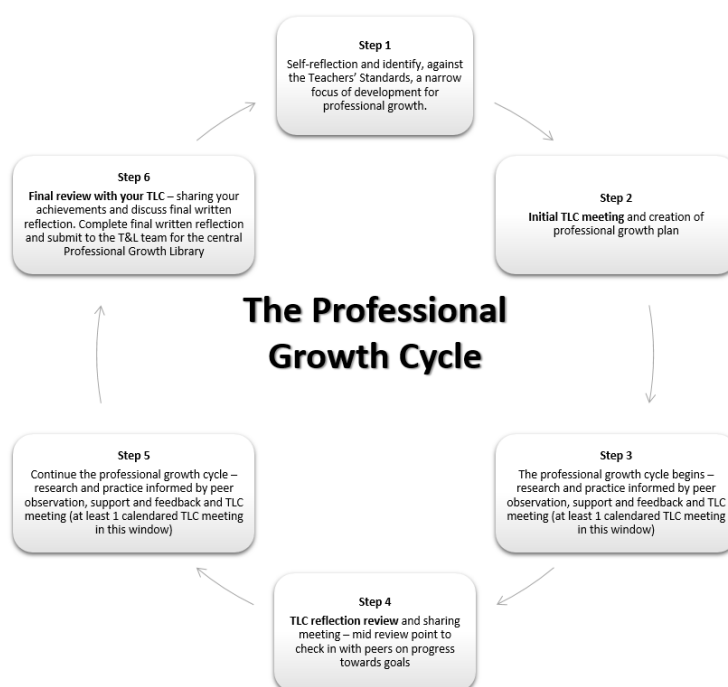 Step 1
Self-reflection and identify, against
the Teachers' Standards, a narrow
focus of development for
professional growth.
Step 2
Initial TLC meeting and creation of
professional growth plan
Step 3
The professional growth cycle begins –
research and practice informed by peer
observation, support and feedback and TLC
meeting (at least 1 calendared TLC meeting
in this window)
Step 4
TLC reflection review and sharing
meeting – mid review point to
check in with peers on progress
towards goals
Step 5
Continue the professional growth cycle –
research and practice informed by peer
observation, support and feedback and TLC
meeting (at least 1 calendared TLC meeting
in this window)
Step 6
Final review with your TLC – sharing your
achievements and discuss final written
reflection. Complete final written reflection
and submit to the T&L team for the central
Professional Growth Library
The Professional
Growth Cycle